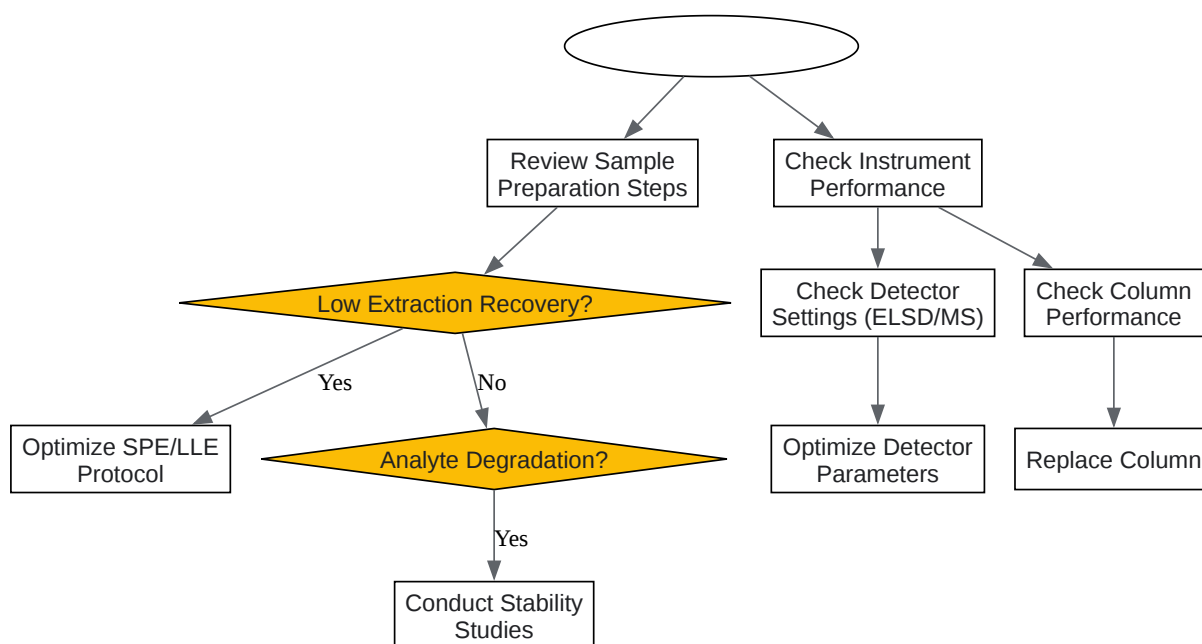 Review Sample
Preparation Steps
Check Instrument
Performance
Low Extraction Recovery?
Check Detector
Settings (ELSD/MS)
Check Column
Performance
Yes
No
Optimize SPE/LLE
Protocol
Analyte Degradation?
Optimize Detector
Parameters
Replace Column
Yes
Conduct Stability
Studies